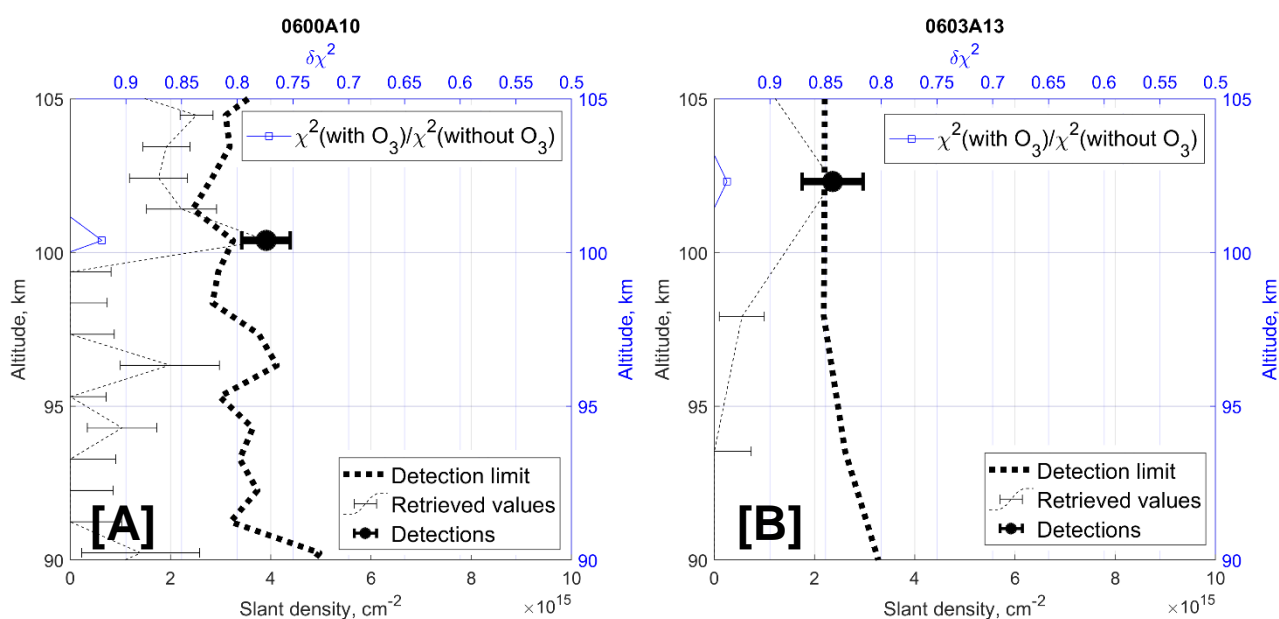 0600A10
δχ²
0.9 0.85 0.8 0.75 0.7 0.65 0.6 0.55 0.5
105 105
χ²(with O₃)/χ²(without O₃)
100 100
Altitude, km
Altitude, km
95 95
Detection limit
Retrieved values
Detections
[A]
90 90
0 2 4 6 8 10
Slant density, cm⁻² ×10¹⁵
0603A13
δχ²
0.9 0.85 0.8 0.75 0.7 0.65 0.6 0.55 0.5
105 105
χ²(with O₃)/χ²(without O₃)
100 100
Altitude, km
Altitude, km
95 95
Detection limit
Retrieved values
Detections
[B]
90 90
0 2 4 6 8 10
Slant density, cm⁻² ×10¹⁵